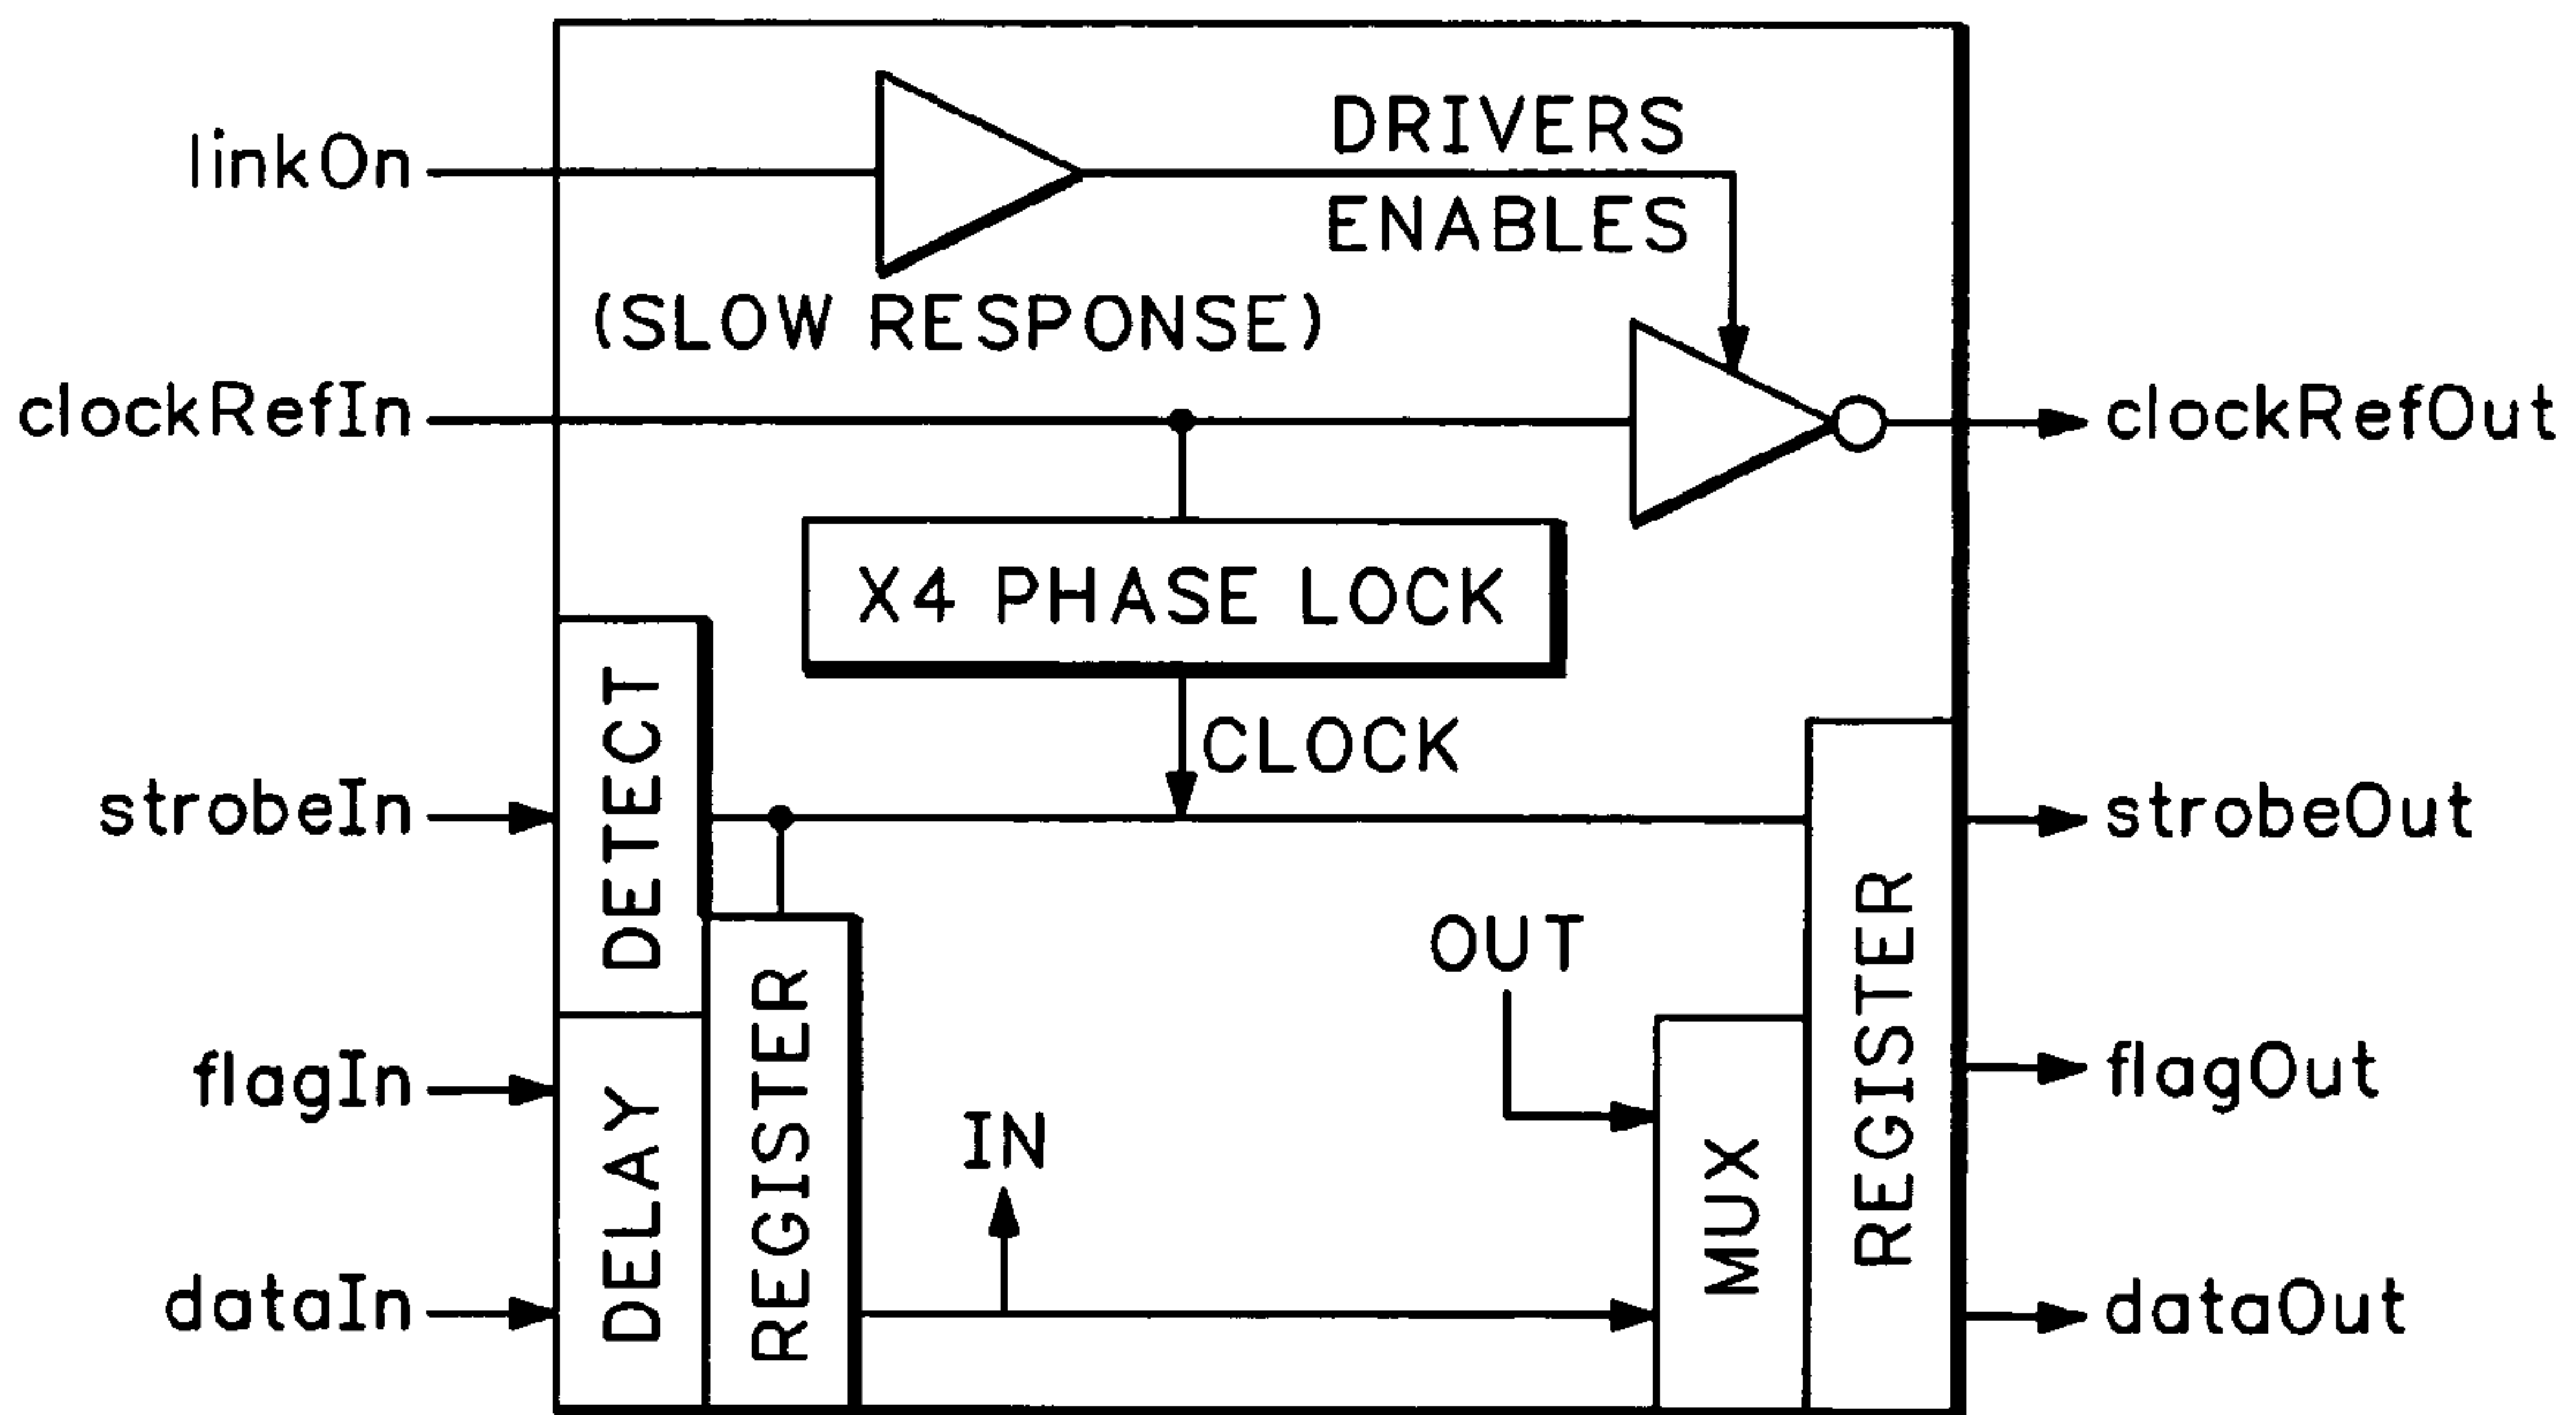 linkOn
DRIVERS
ENABLES
(SLOW RESPONSE)
clockRefIn
clockRefOut
X4 PHASE LOCK
CLOCK
DETECT
strobeIn
strobeOut
OUT
REGISTER
REGISTER
flagIn
flagOut
DELAY
IN
MUX
dataIn
dataOut